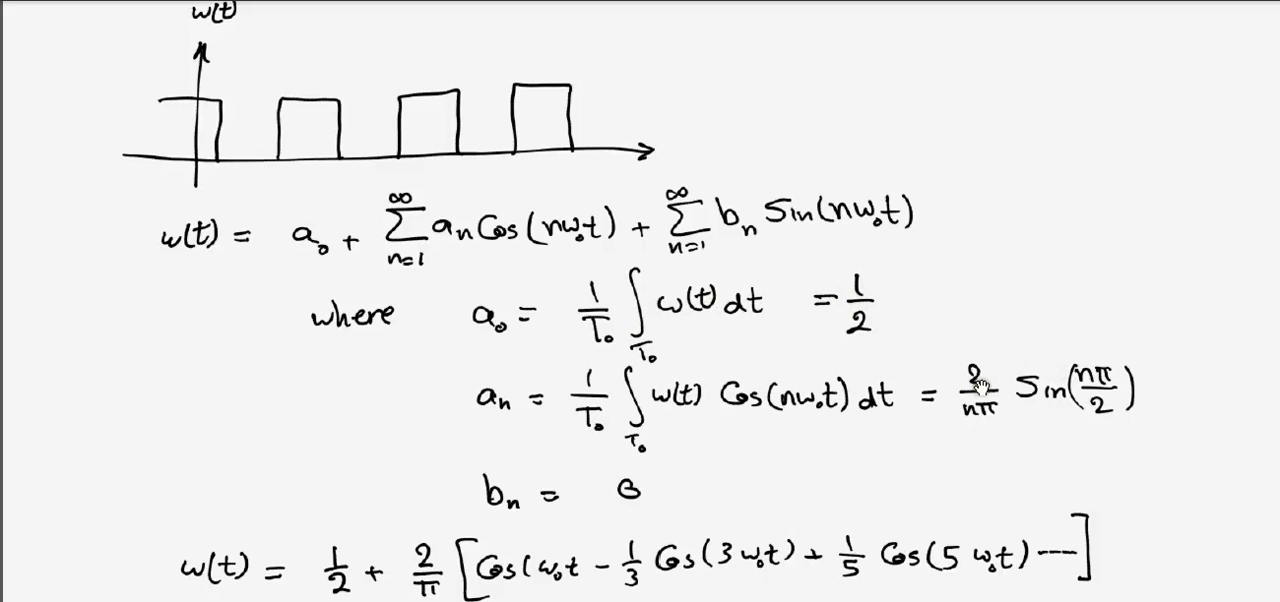 w(t)
w(t) = a₀ + ∑_{n=1}^{∞} aₙ Cos(nω₀t) + ∑_{n=1}^{∞} bₙ Sin(nω₀t)
where a₀ = 1/T₀ ∫_{T₀} w(t) dt = 1/2
aₙ = 1/T₀ ∫_{T₀} w(t) Cos(nω₀t) dt = 2/nπ Sin(nπ/2)
bₙ = 0
w(t) = 1/2 + 2/π [Cos(ω₀t - 1/3 Cos(3ω₀t) + 1/5 Cos(5ω₀t) ---]